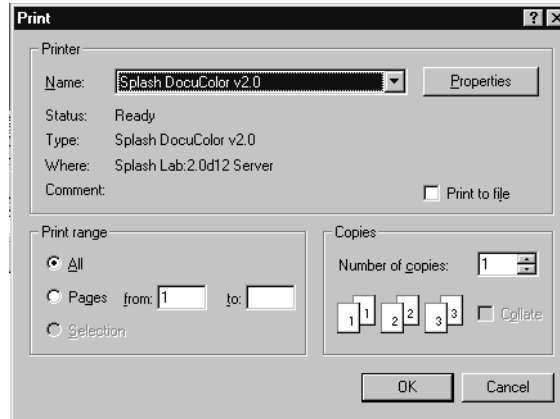 Print
Printer
Name: Splash DocuColor v2.0 Properties
Status: Ready
Type: Splash DocuColor v2.0
Where: Splash Lab:2.0d12 Server
Comment: Print to file
Print range
All
Pages from: 1 to:
Selection
Copies
Number of copies: 1
1 1 2 2 3 3 Collate
OK Cancel